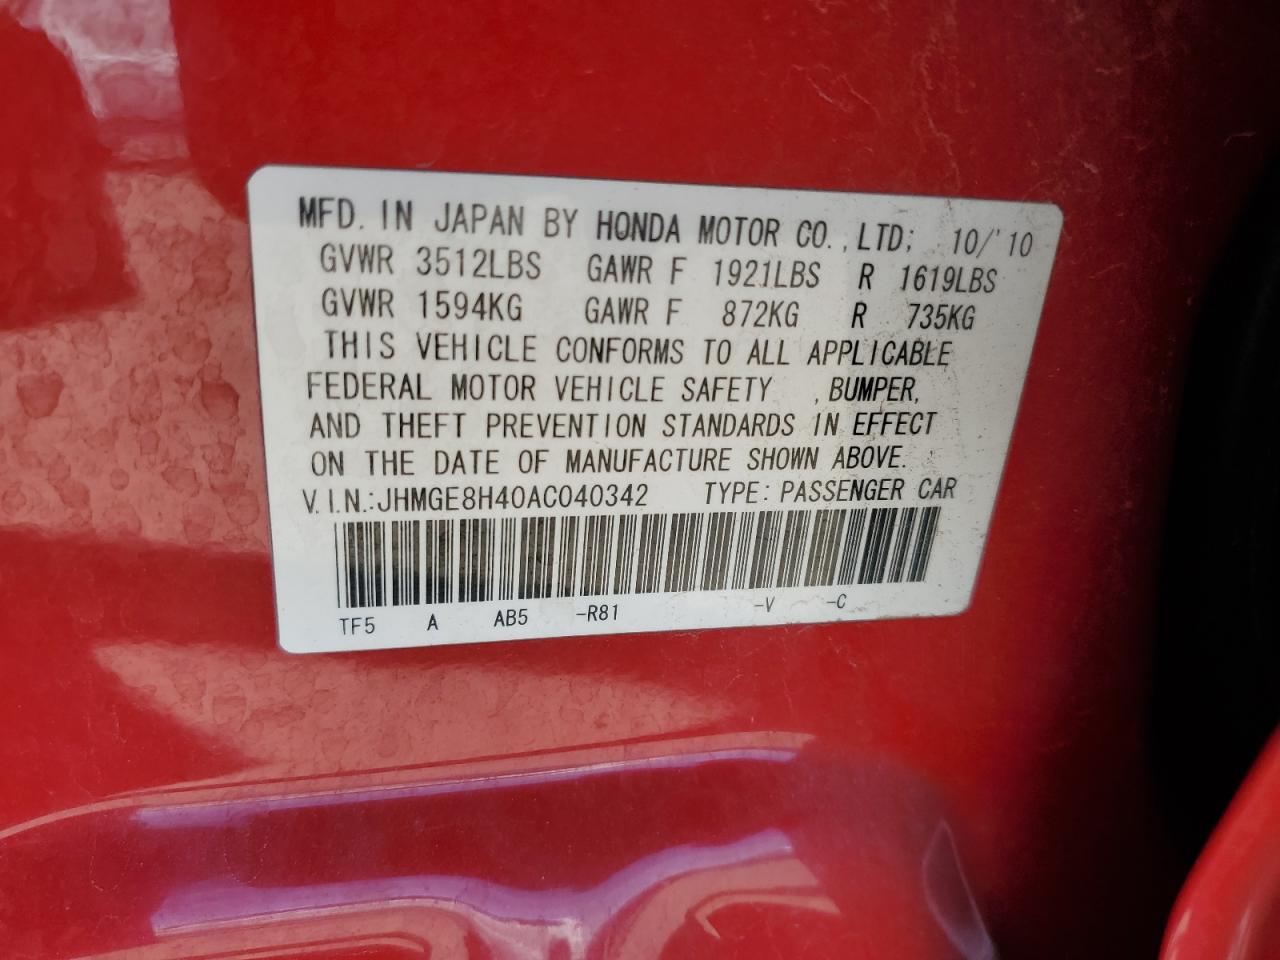 MFD. IN JAPAN BY HONDA MOTOR CO., LTD; 10/'10
GVWR 3512LBS GAWR F 1921LBS R 1619LBS
GVWR 1594KG GAWR F 872KG R 735KG
THIS VEHICLE CONFORMS TO ALL APPLICABLE
FEDERAL MOTOR VEHICLE SAFETY , BUMPER,
AND THEFT PREVENTION STANDARDS IN EFFECT
ON THE DATE OF MANUFACTURE SHOWN ABOVE.
V.I.N.:JHMGE8H40AC040342 TYPE: PASSENGER CAR
TF5 A AB5 -R81 -V -C